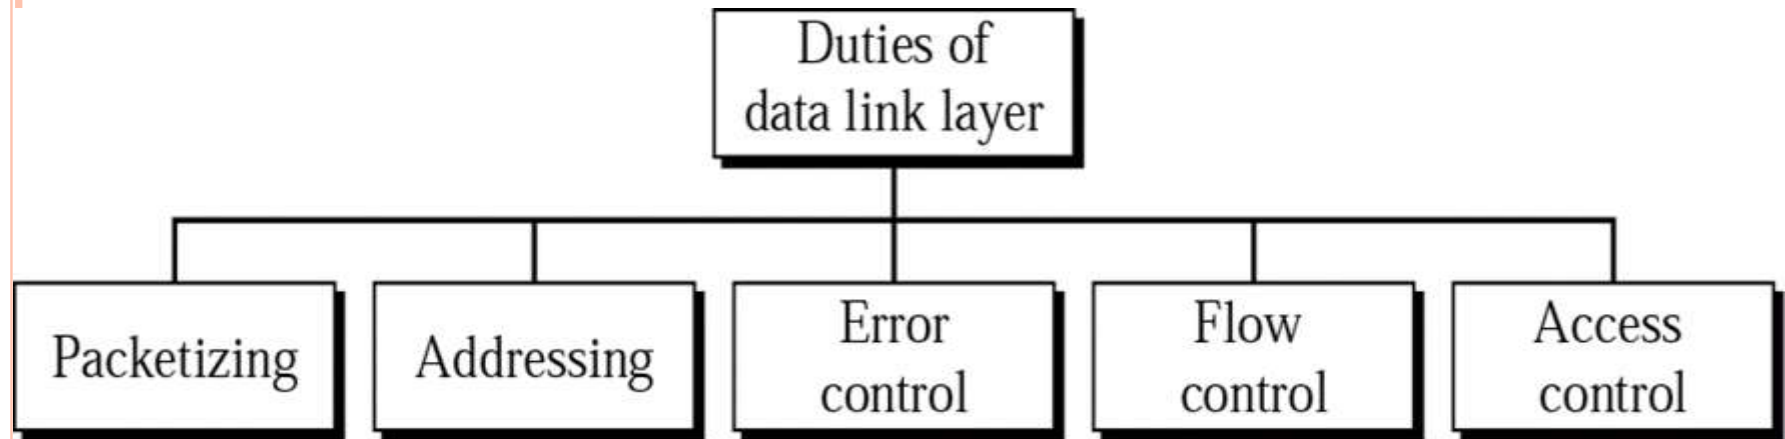 Duties of
data link layer
Packetizing
Addressing
Error
control
Flow
control
Access
control